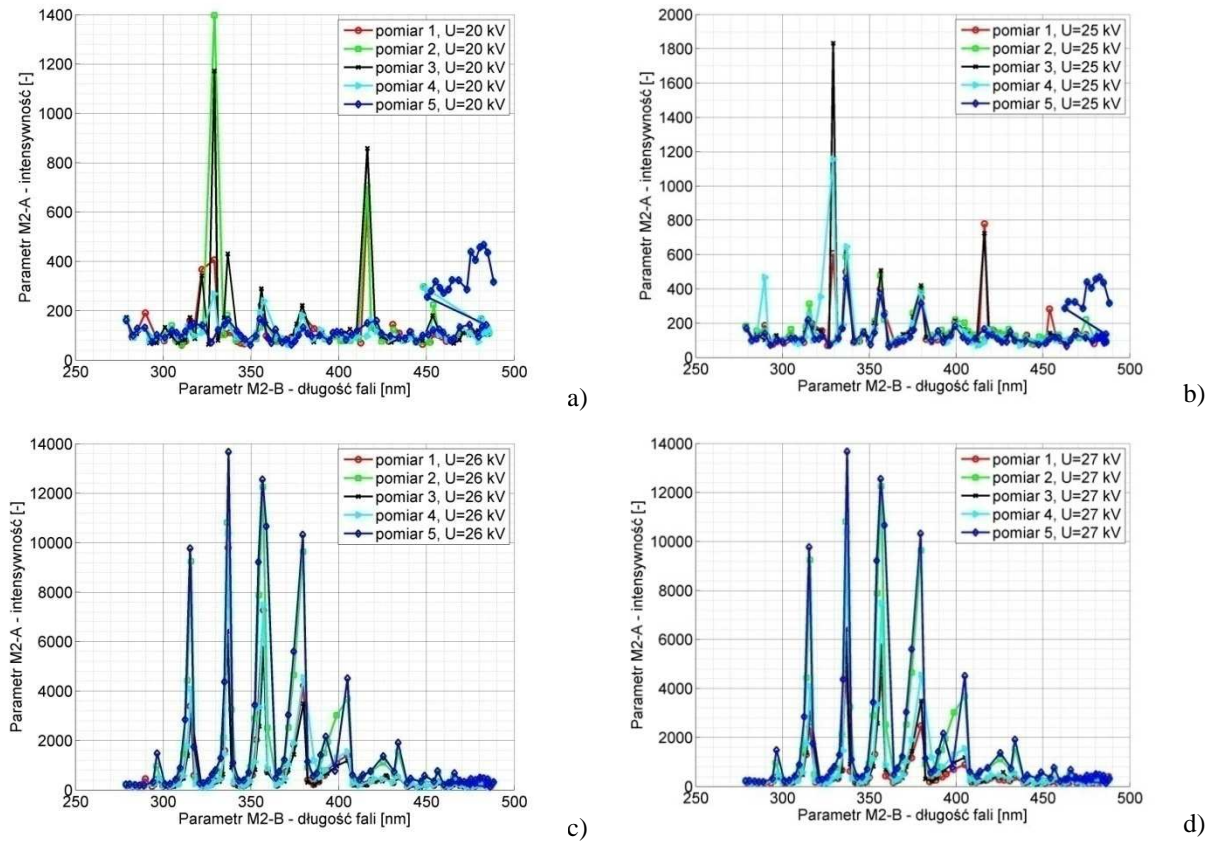 1400
1200
1000
800
600
400
200
0
Parametr M2-A - intensywność [-]
pomiar 1, U=20 kV
pomiar 2, U=20 kV
pomiar 3, U=20 kV
pomiar 4, U=20 kV
pomiar 5, U=20 kV
250 300 350 400 450 500
Parametr M2-B - długość fali [nm]
a)
2000
1800
1600
1400
1200
1000
800
600
400
200
0
Parametr M2-A - intensywność [-]
pomiar 1, U=25 kV
pomiar 2, U=25 kV
pomiar 3, U=25 kV
pomiar 4, U=25 kV
pomiar 5, U=25 kV
250 300 350 400 450 500
Parametr M2-B - długość fali [nm]
b)
14000
12000
10000
8000
6000
4000
2000
0
Parametr M2-A - intensywność [-]
pomiar 1, U=26 kV
pomiar 2, U=26 kV
pomiar 3, U=26 kV
pomiar 4, U=26 kV
pomiar 5, U=26 kV
250 300 350 400 450 500
Parametr M2-B - długość fali [nm]
c)
14000
12000
10000
8000
6000
4000
2000
0
Parametr M2-A - intensywność [-]
pomiar 1, U=27 kV
pomiar 2, U=27 kV
pomiar 3, U=27 kV
pomiar 4, U=27 kV
pomiar 5, U=27 kV
250 300 350 400 450 500
Parametr M2-B - długość fali [nm]
d)